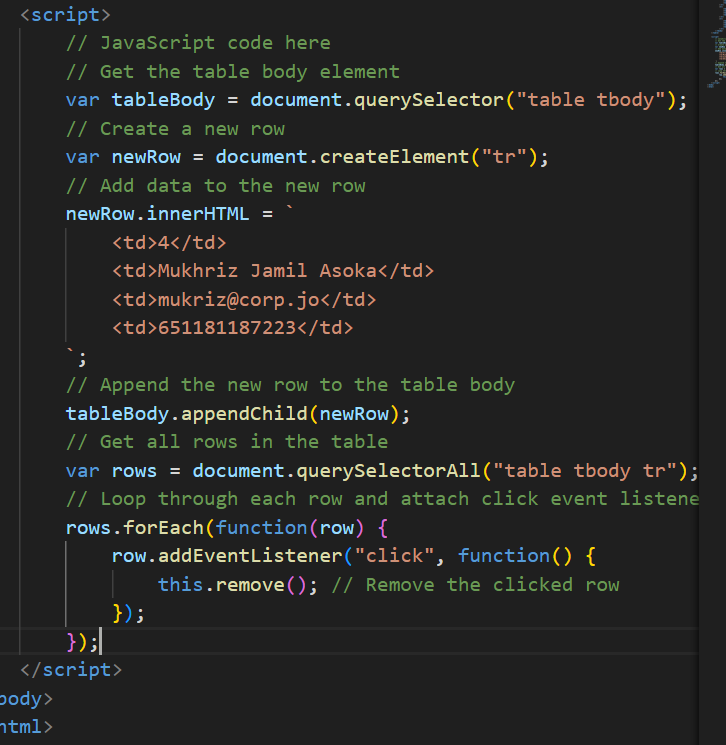 <script>
// JavaScript code here
// Get the table body element
var tableBody = document.querySelector("table tbody");
// Create a new row
var newRow = document.createElement("tr");
// Add data to the new row
newRow.innerHTML = `
<td>4</td>
<td>Mukhriz Jamil Asoka</td>
<td>mukriz@corp.jo</td>
<td>651181187223</td>
`;
// Append the new row to the table body
tableBody.appendChild(newRow);
// Get all rows in the table
var rows = document.querySelectorAll("table tbody tr");
// Loop through each row and attach click event listene
rows.forEach(function(row) {
row.addEventListener("click", function() {
this.remove(); // Remove the clicked row
});
});
</script>
body>
html>